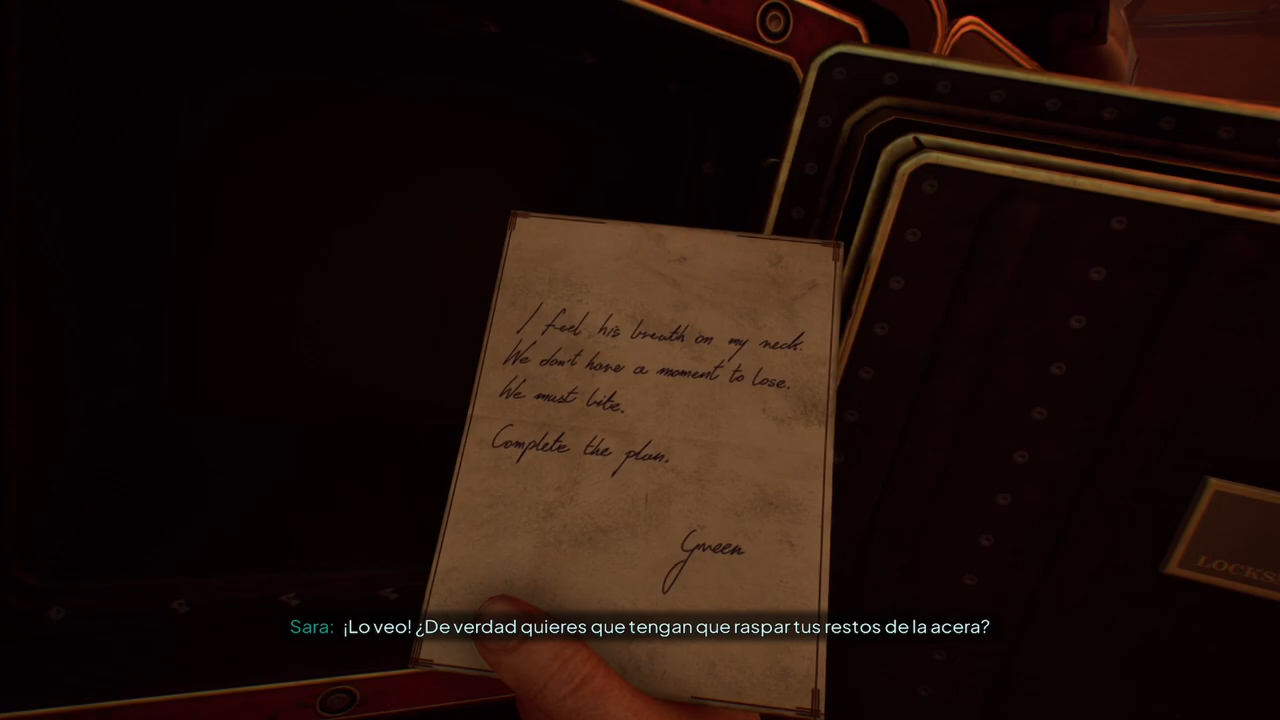 I feel his breath on my neck.
We don't have a moment to lose.
We must bite.
Complete the plan.
Green
LOCKS
Sara: ¡Lo veo! ¿De verdad quieres que tengan que raspar tus restos de la acera?